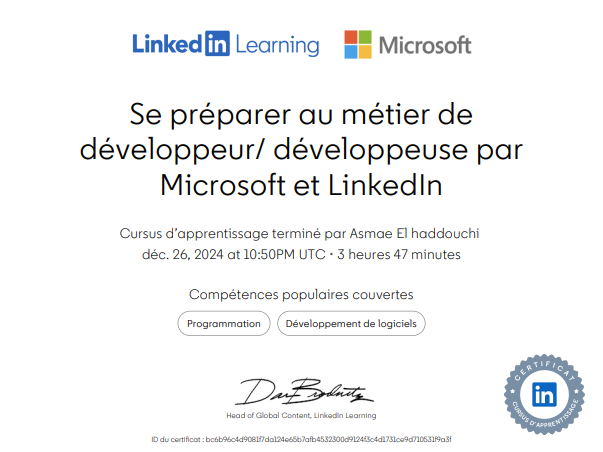 Linked in Learning Microsoft
Se préparer au métier de
développeur/ développeuse par
Microsoft et LinkedIn
Cursus d'apprentissage terminé par Asmae El haddouchi
déc. 26, 2024 at 10:50PM UTC • 3 heures 47 minutes
Compétences populaires couvertes
Programmation Développement de logiciels
Head of Global Content, LinkedIn Learning
CERTIFICAT
in
CURSUS D'APPRENTISSAGE
ID du certificat : bc6b96c4d9081f7da124e65b7afb4532300d9124f3c4d1731ce9d710531f9a3f